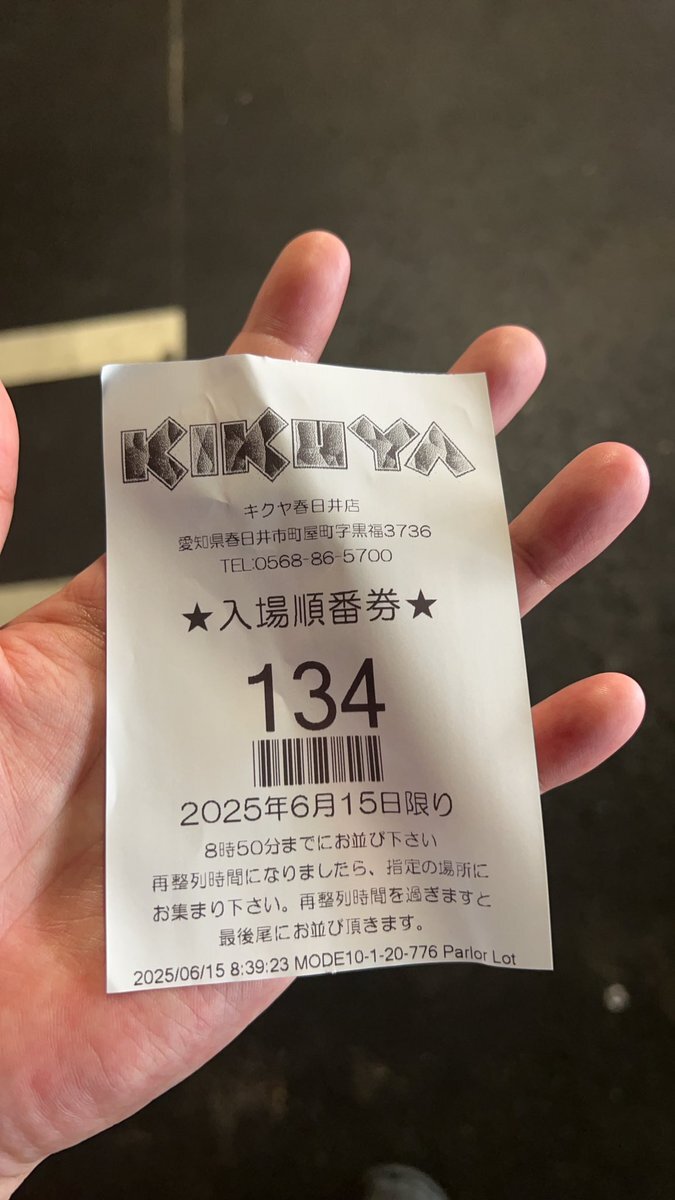 KIKUYA
キクヤ春日井店
愛知県春日井市町屋町字黒福3736
TEL:0568-86-5700
★入場順番券★
134
2025年6月15日限り
8時50分までにお並び下さい
再整列時間になりましたら、指定の場所に
お集まり下さい。再整列時間を過ぎますと
最後尾にお並び頂きます。
2025/06/15 8:39:23 MODE10-1-20-776 Parlor Lot